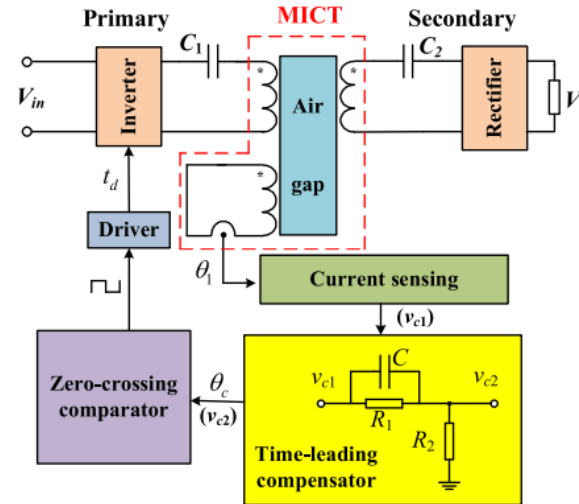 Primary
MICT
Secondary
C1
C2
Vin
Inverter
*
Air
gap
*
Rectifier
V
*
td
Driver
θ1
Current sensing
(vc1)
Zero-crossing
comparator
θc
(vc2)
vc1
C
vc2
R1
R2
Time-leading
compensator